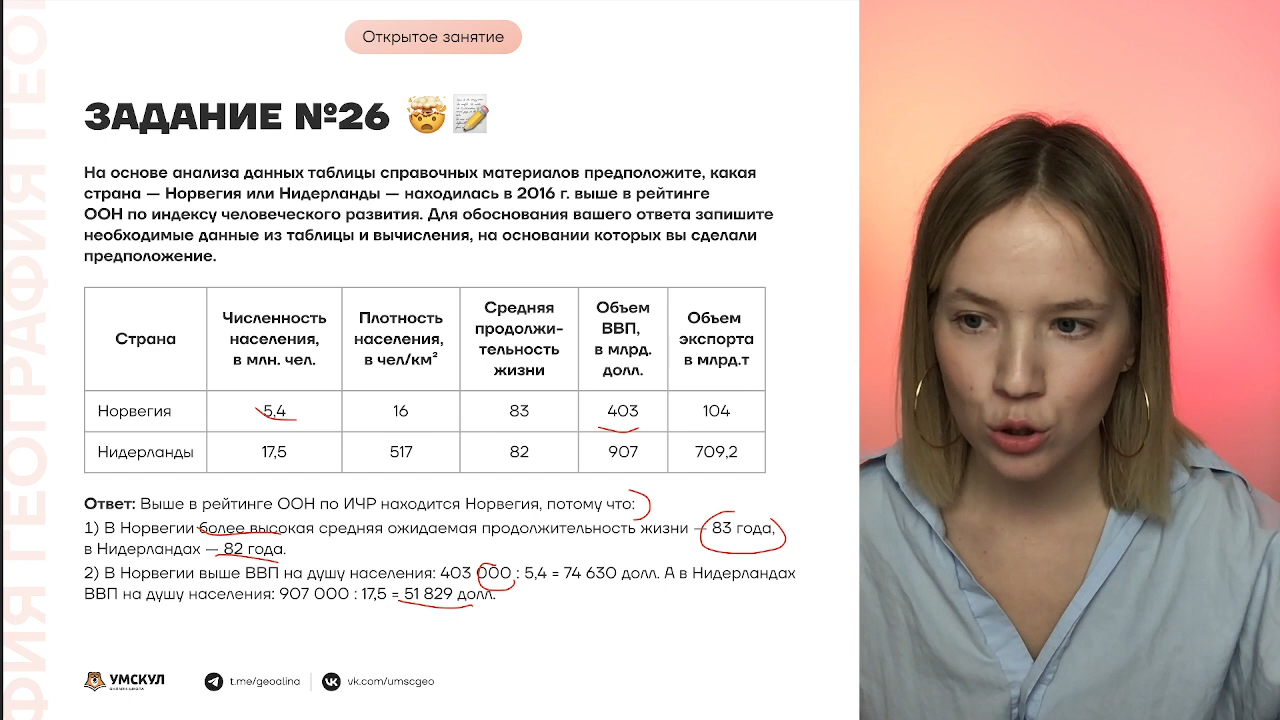 Открытое занятие
ЗАДАНИЕ №26
На основе анализа данных таблицы справочных материалов предположите, какая
страна — Норвегия или Нидерланды — находилась в 2016 г. выше в рейтинге
ООН по индексу человеческого развития. Для обоснования вашего ответа запишите
необходимые данные из таблицы и вычисления, на основании которых вы сделали
предположение.
Страна
Численность
населения,
в млн. чел.
Плотность
населения,
в чел/км²
Средняя
продолжи-
тельность
жизни
Объем
ВВП,
в млрд.
долл.
Объем
экспорта
в млрд.т
Норвегия 5,4 16 83 403 104
Нидерланды 17,5 517 82 907 709,2
Ответ: Выше в рейтинге ООН по ИЧР находится Норвегия, потому что:
1) В Норвегии более высокая средняя ожидаемая продолжительность жизни — 83 года,
в Нидерландах — 82 года.
2) В Норвегии выше ВВП на душу населения: 403 000 : 5,4 = 74 630 долл. А в Нидерландах
ВВП на душу населения: 907 000 : 17,5 = 51 829 долл.
УМСКУЛ
ОНЛАЙН-ШКОЛА
t.me/geoalina
vk.com/umscgeo
ФИЯ ГЕОГРАФИЯ ГЕОГ